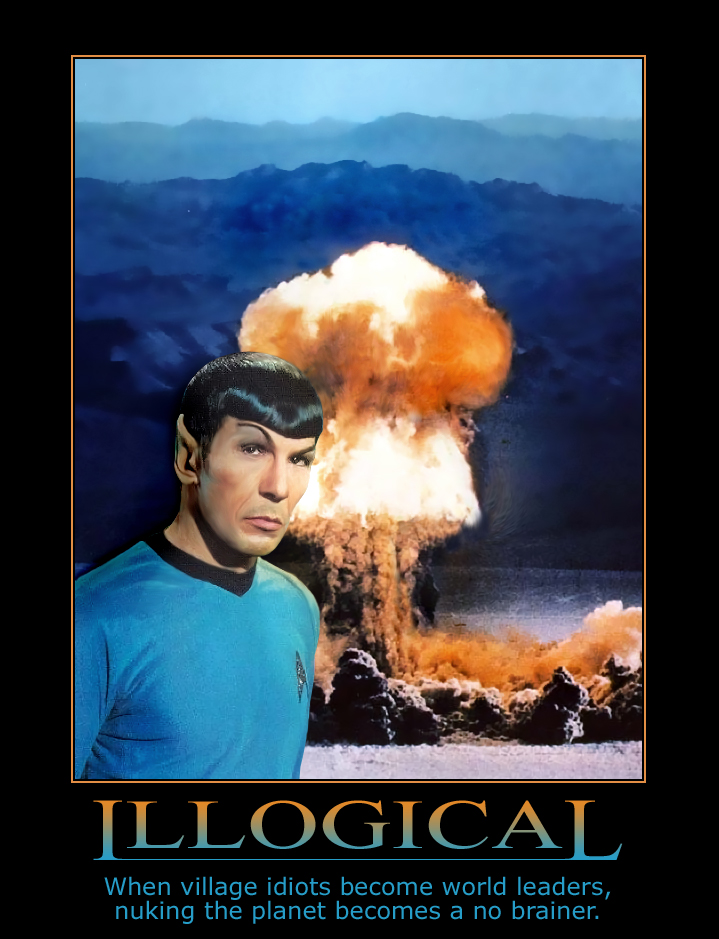 ILLOGICAL
When village idiots become world leaders,
nuking the planet becomes a no brainer.